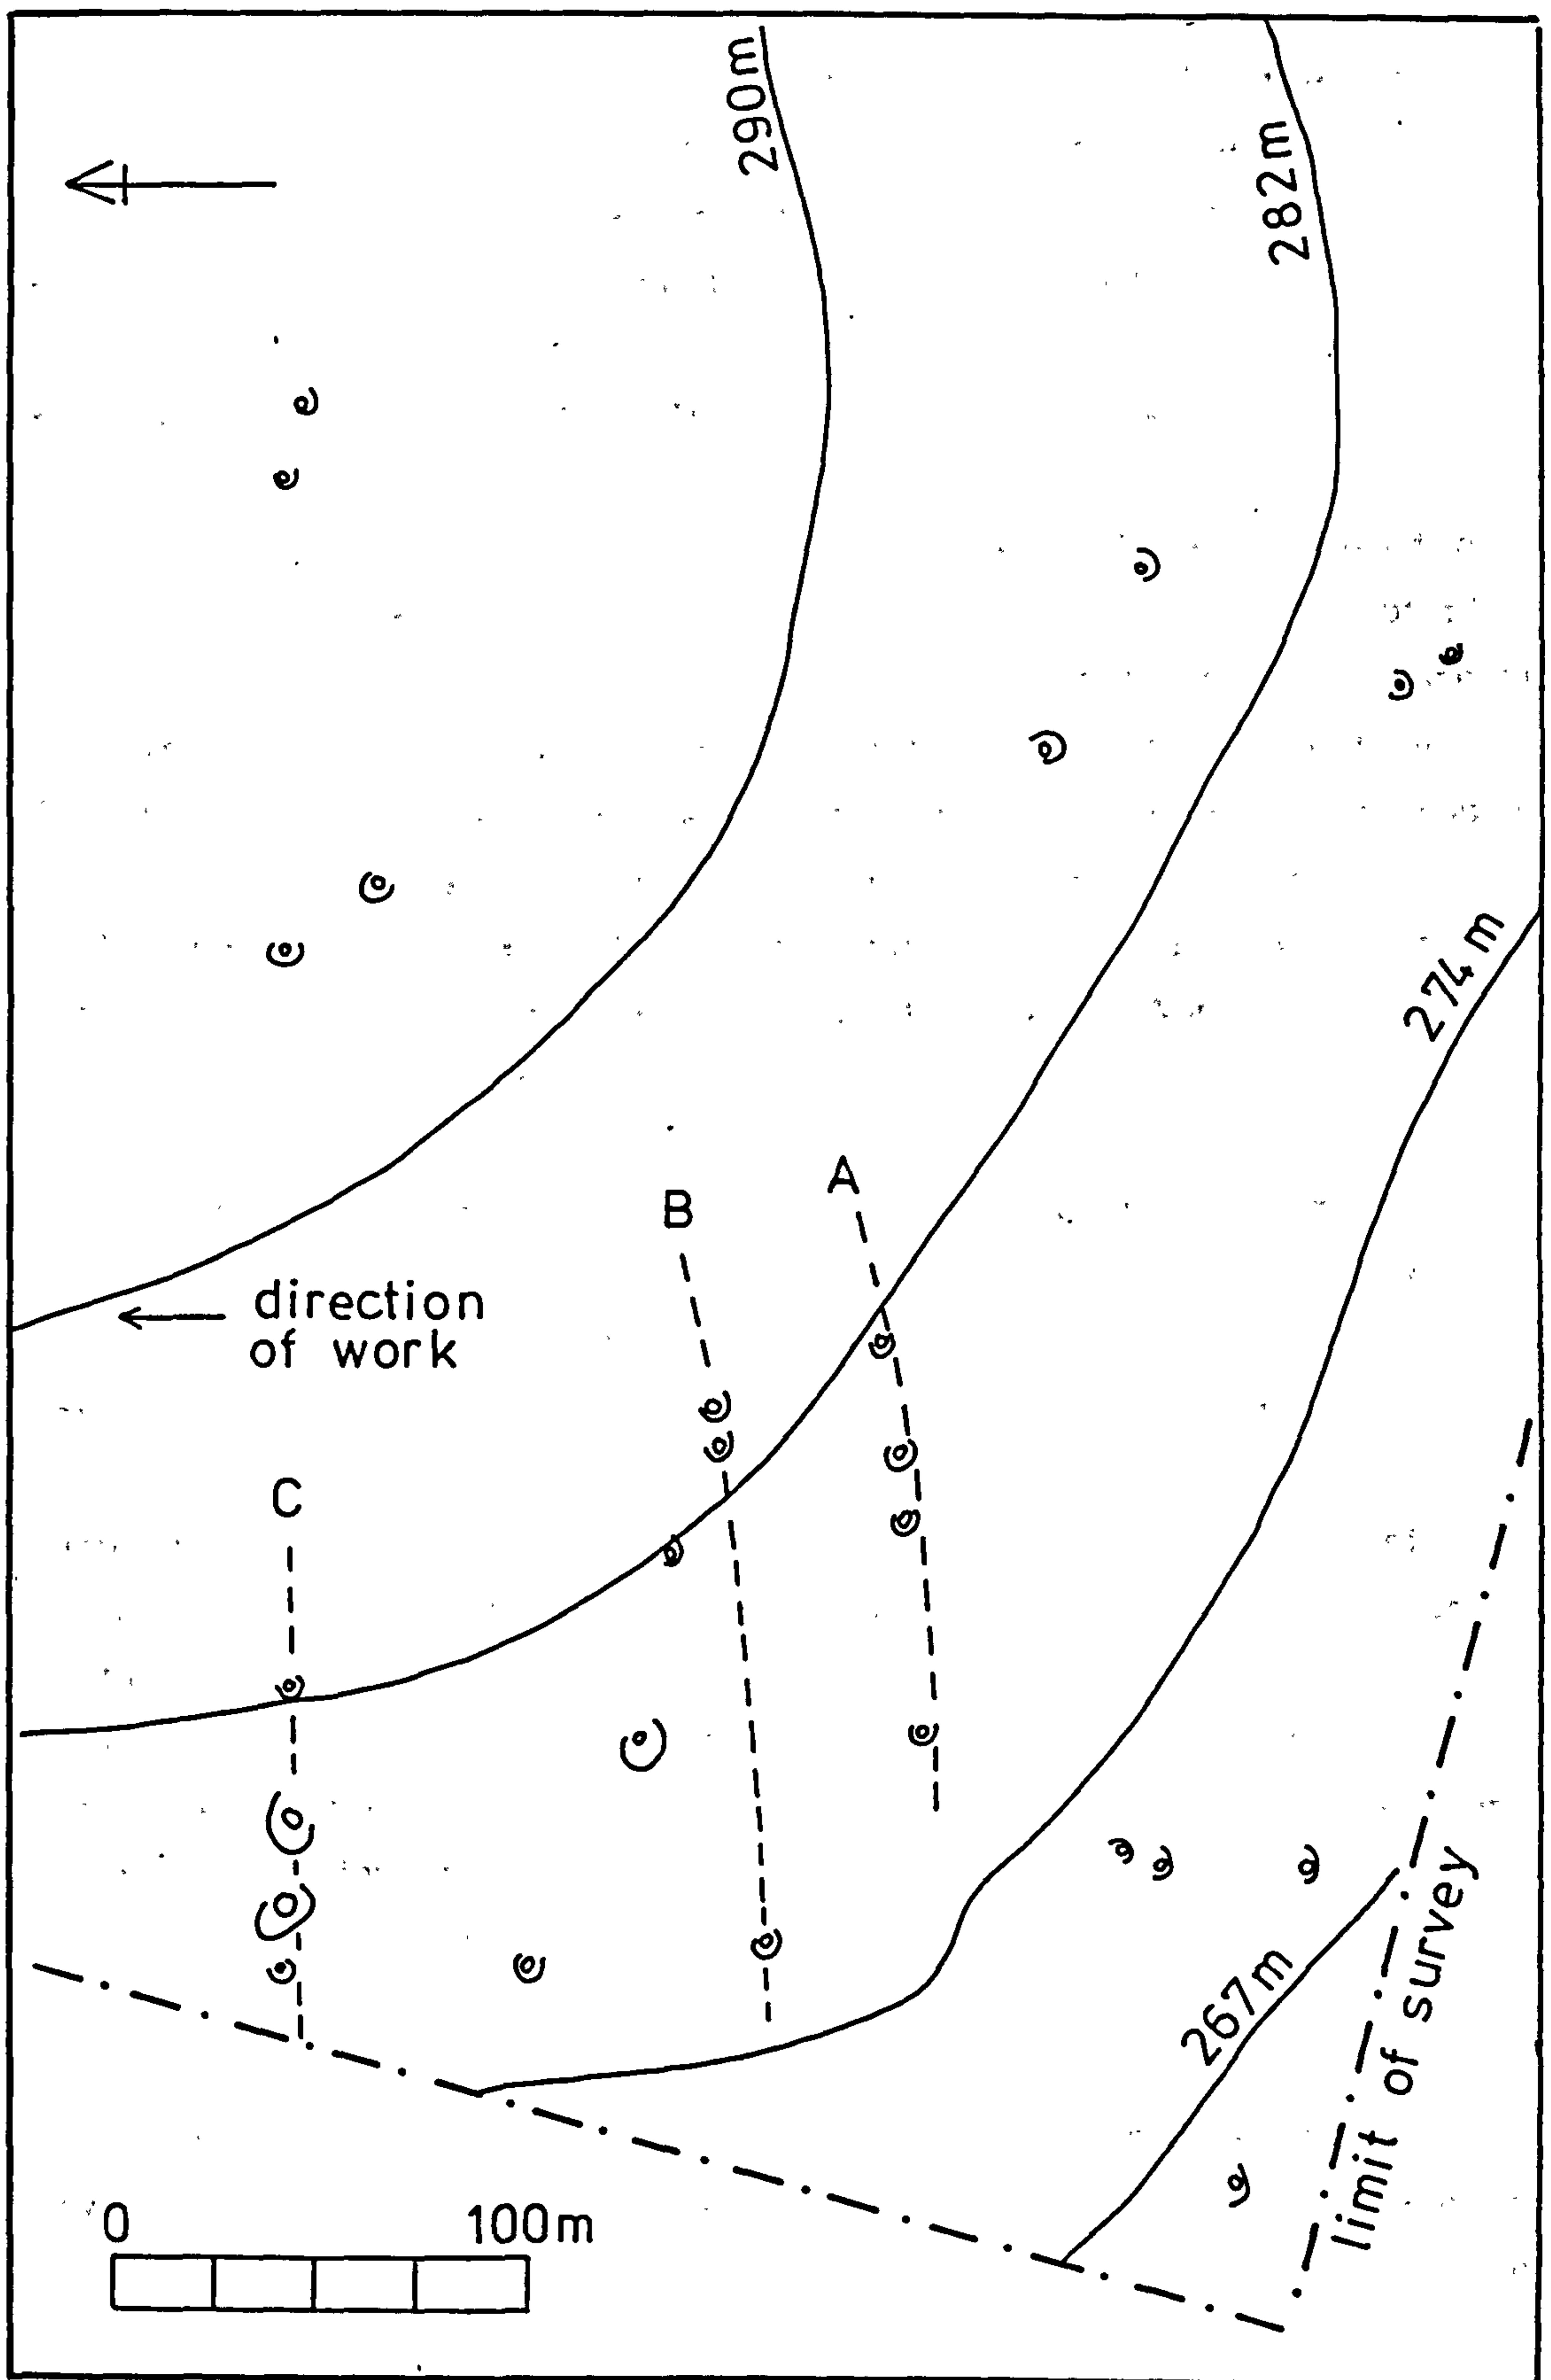 290m
282m
274m
A
B
direction
of work
C
267m
limit of survey
0 100m